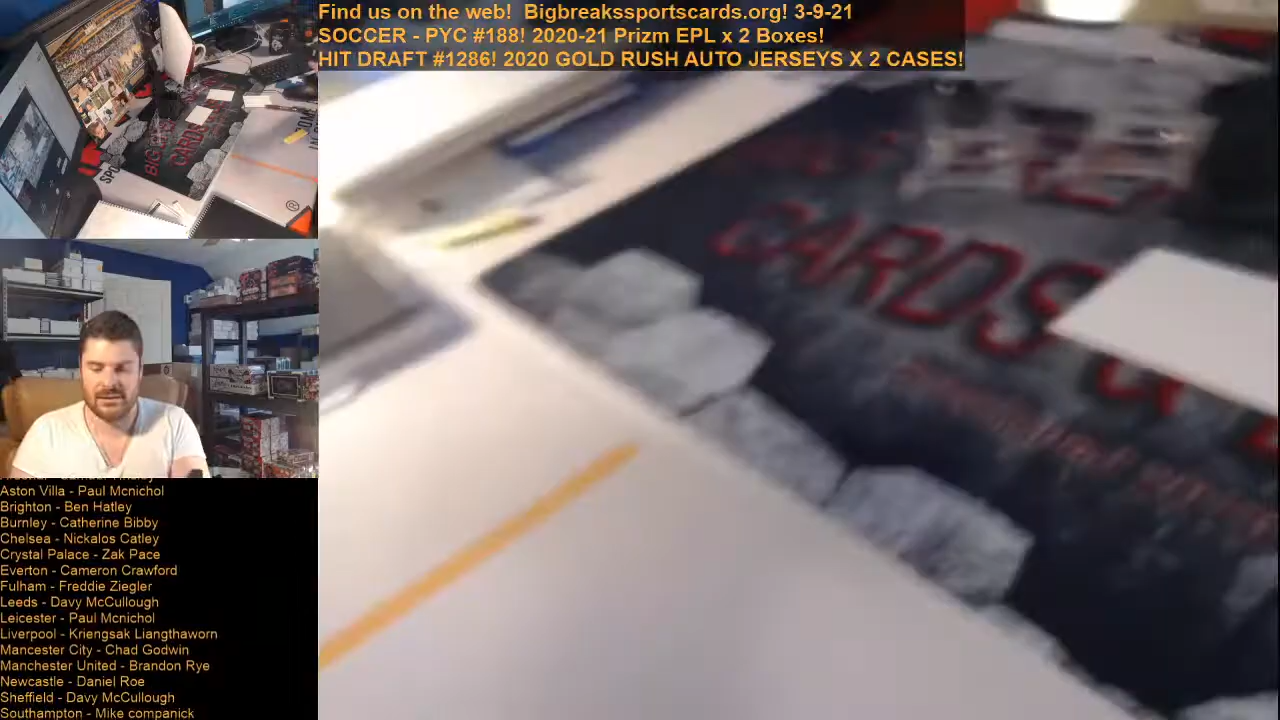 Find us on the web!  Bigbreakssportscards.org! 3-9-21
SOCCER - PYC #188! 2020-21 Prizm EPL x 2 Boxes!
HIT DRAFT #1286! 2020 GOLD RUSH AUTO JERSEYS X 2 CASES!
CARDS &
Aston Villa - Paul Mcnichol
Brighton - Ben Hatley
Burnley - Catherine Bibby
Chelsea - Nickalos Catley
Crystal Palace - Zak Pace
Everton - Cameron Crawford
Fulham - Freddie Ziegler
Leeds - Davy McCullough
Leicester - Paul Mcnichol
Liverpool - Kriengsak Liangthaworn
Mancester City - Chad Godwin
Manchester United - Brandon Rye
Newcastle - Daniel Roe
Sheffield - Davy McCullough
Southampton - Mike companick